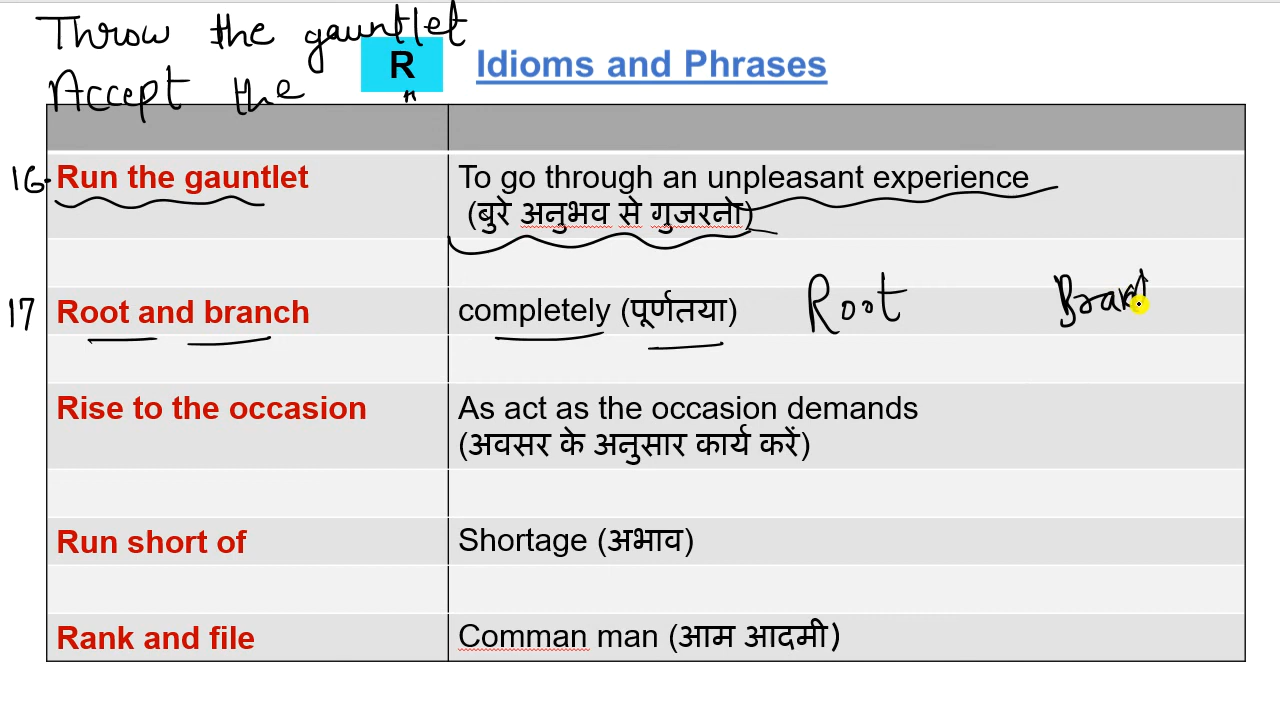 Throw the gauntlet
Accept the
R
Idioms and Phrases
16. Run the gauntlet
To go through an unpleasant experience
(बुरे अनुभव से गुजरना)
17 Root and branch
completely (पूर्णतया)
Root
Rise to the occasion
As act as the occasion demands
(अवसर के अनुसार कार्य करें)
Run short of
Shortage (अभाव)
Rank and file
Comman man (आम आदमी)